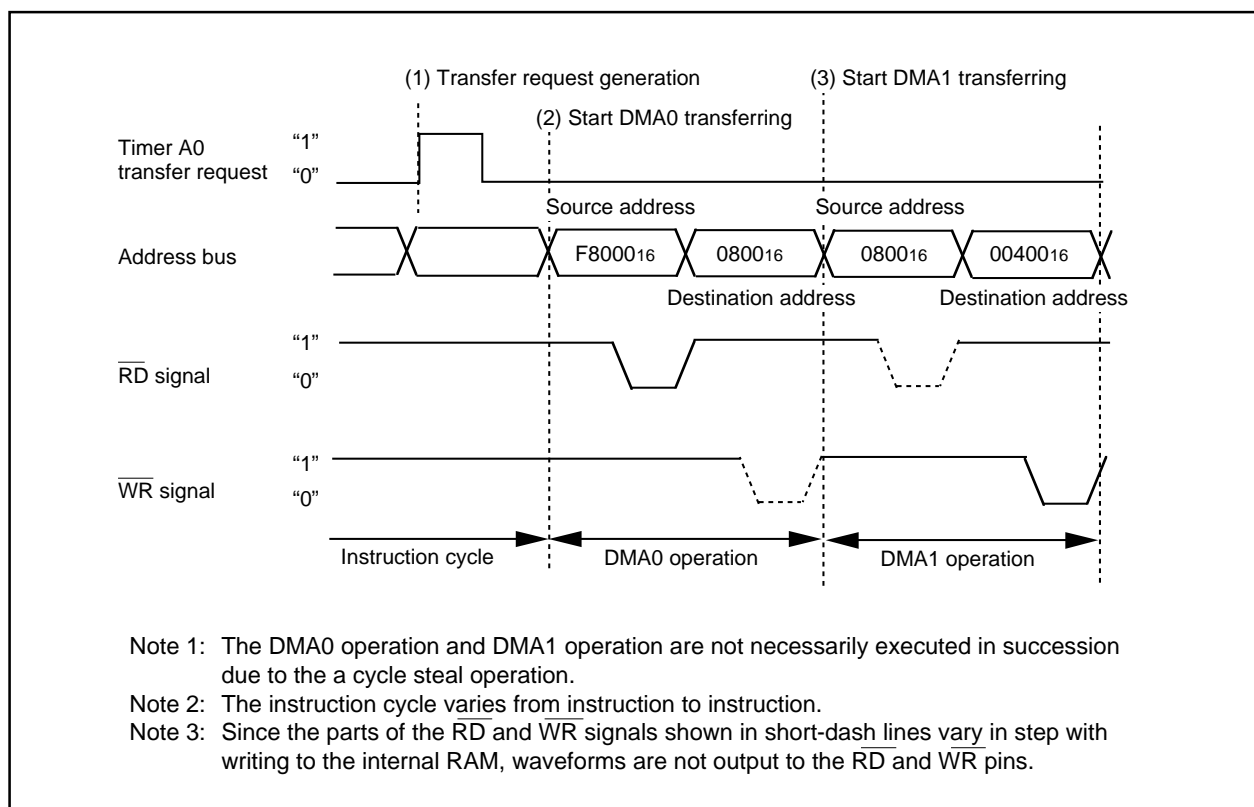 (1) Transfer request generation
(3) Start DMA1 transferring
(2) Start DMA0 transferring
Timer A0
transfer request
“1”
“0”
Source address
Source address
Address bus
F800016
080016
080016
0040016
Destination address
Destination address
RD signal
“1”
“0”
WR signal
“1”
“0”
Instruction cycle
DMA0 operation
DMA1 operation
Note 1: The DMA0 operation and DMA1 operation are not necessarily executed in succession
due to the a cycle steal operation.
Note 2: The instruction cycle varies from instruction to instruction.
Note 3: Since the parts of the RD and WR signals shown in short-dash lines vary in step with
writing to the internal RAM, waveforms are not output to the RD and WR pins.